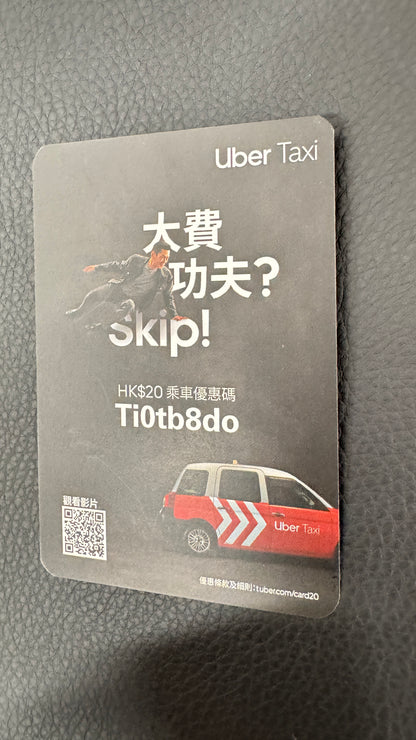 Uber Taxi
大費
功夫?
Skip!
HK$20 乘車優惠碼
Ti0tb8do
Uber Taxi
觀看影片
優惠條款及細則:t.uber.com/card20